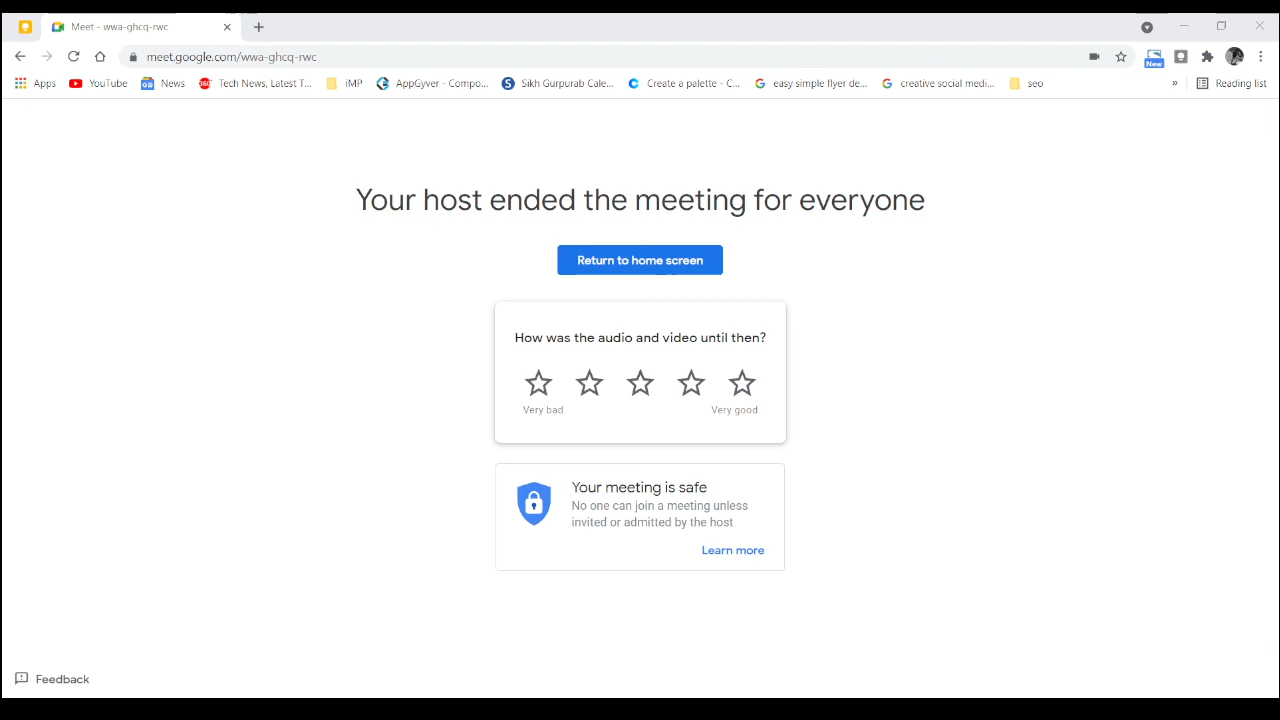 Meet - wwa-ghcq-rwc
meet.google.com/wwa-ghcq-rwc
New
Apps YouTube News Tech News, Latest T... iMP AppGyver - Compo... Sikh Gurpurab Cale... Create a palette - C... easy simple flyer de... creative social medi... seo » Reading list
Your host ended the meeting for everyone
Return to home screen
How was the audio and video until then?
Very bad Very good
Your meeting is safe
No one can join a meeting unless
invited or admitted by the host
Learn more
Feedback